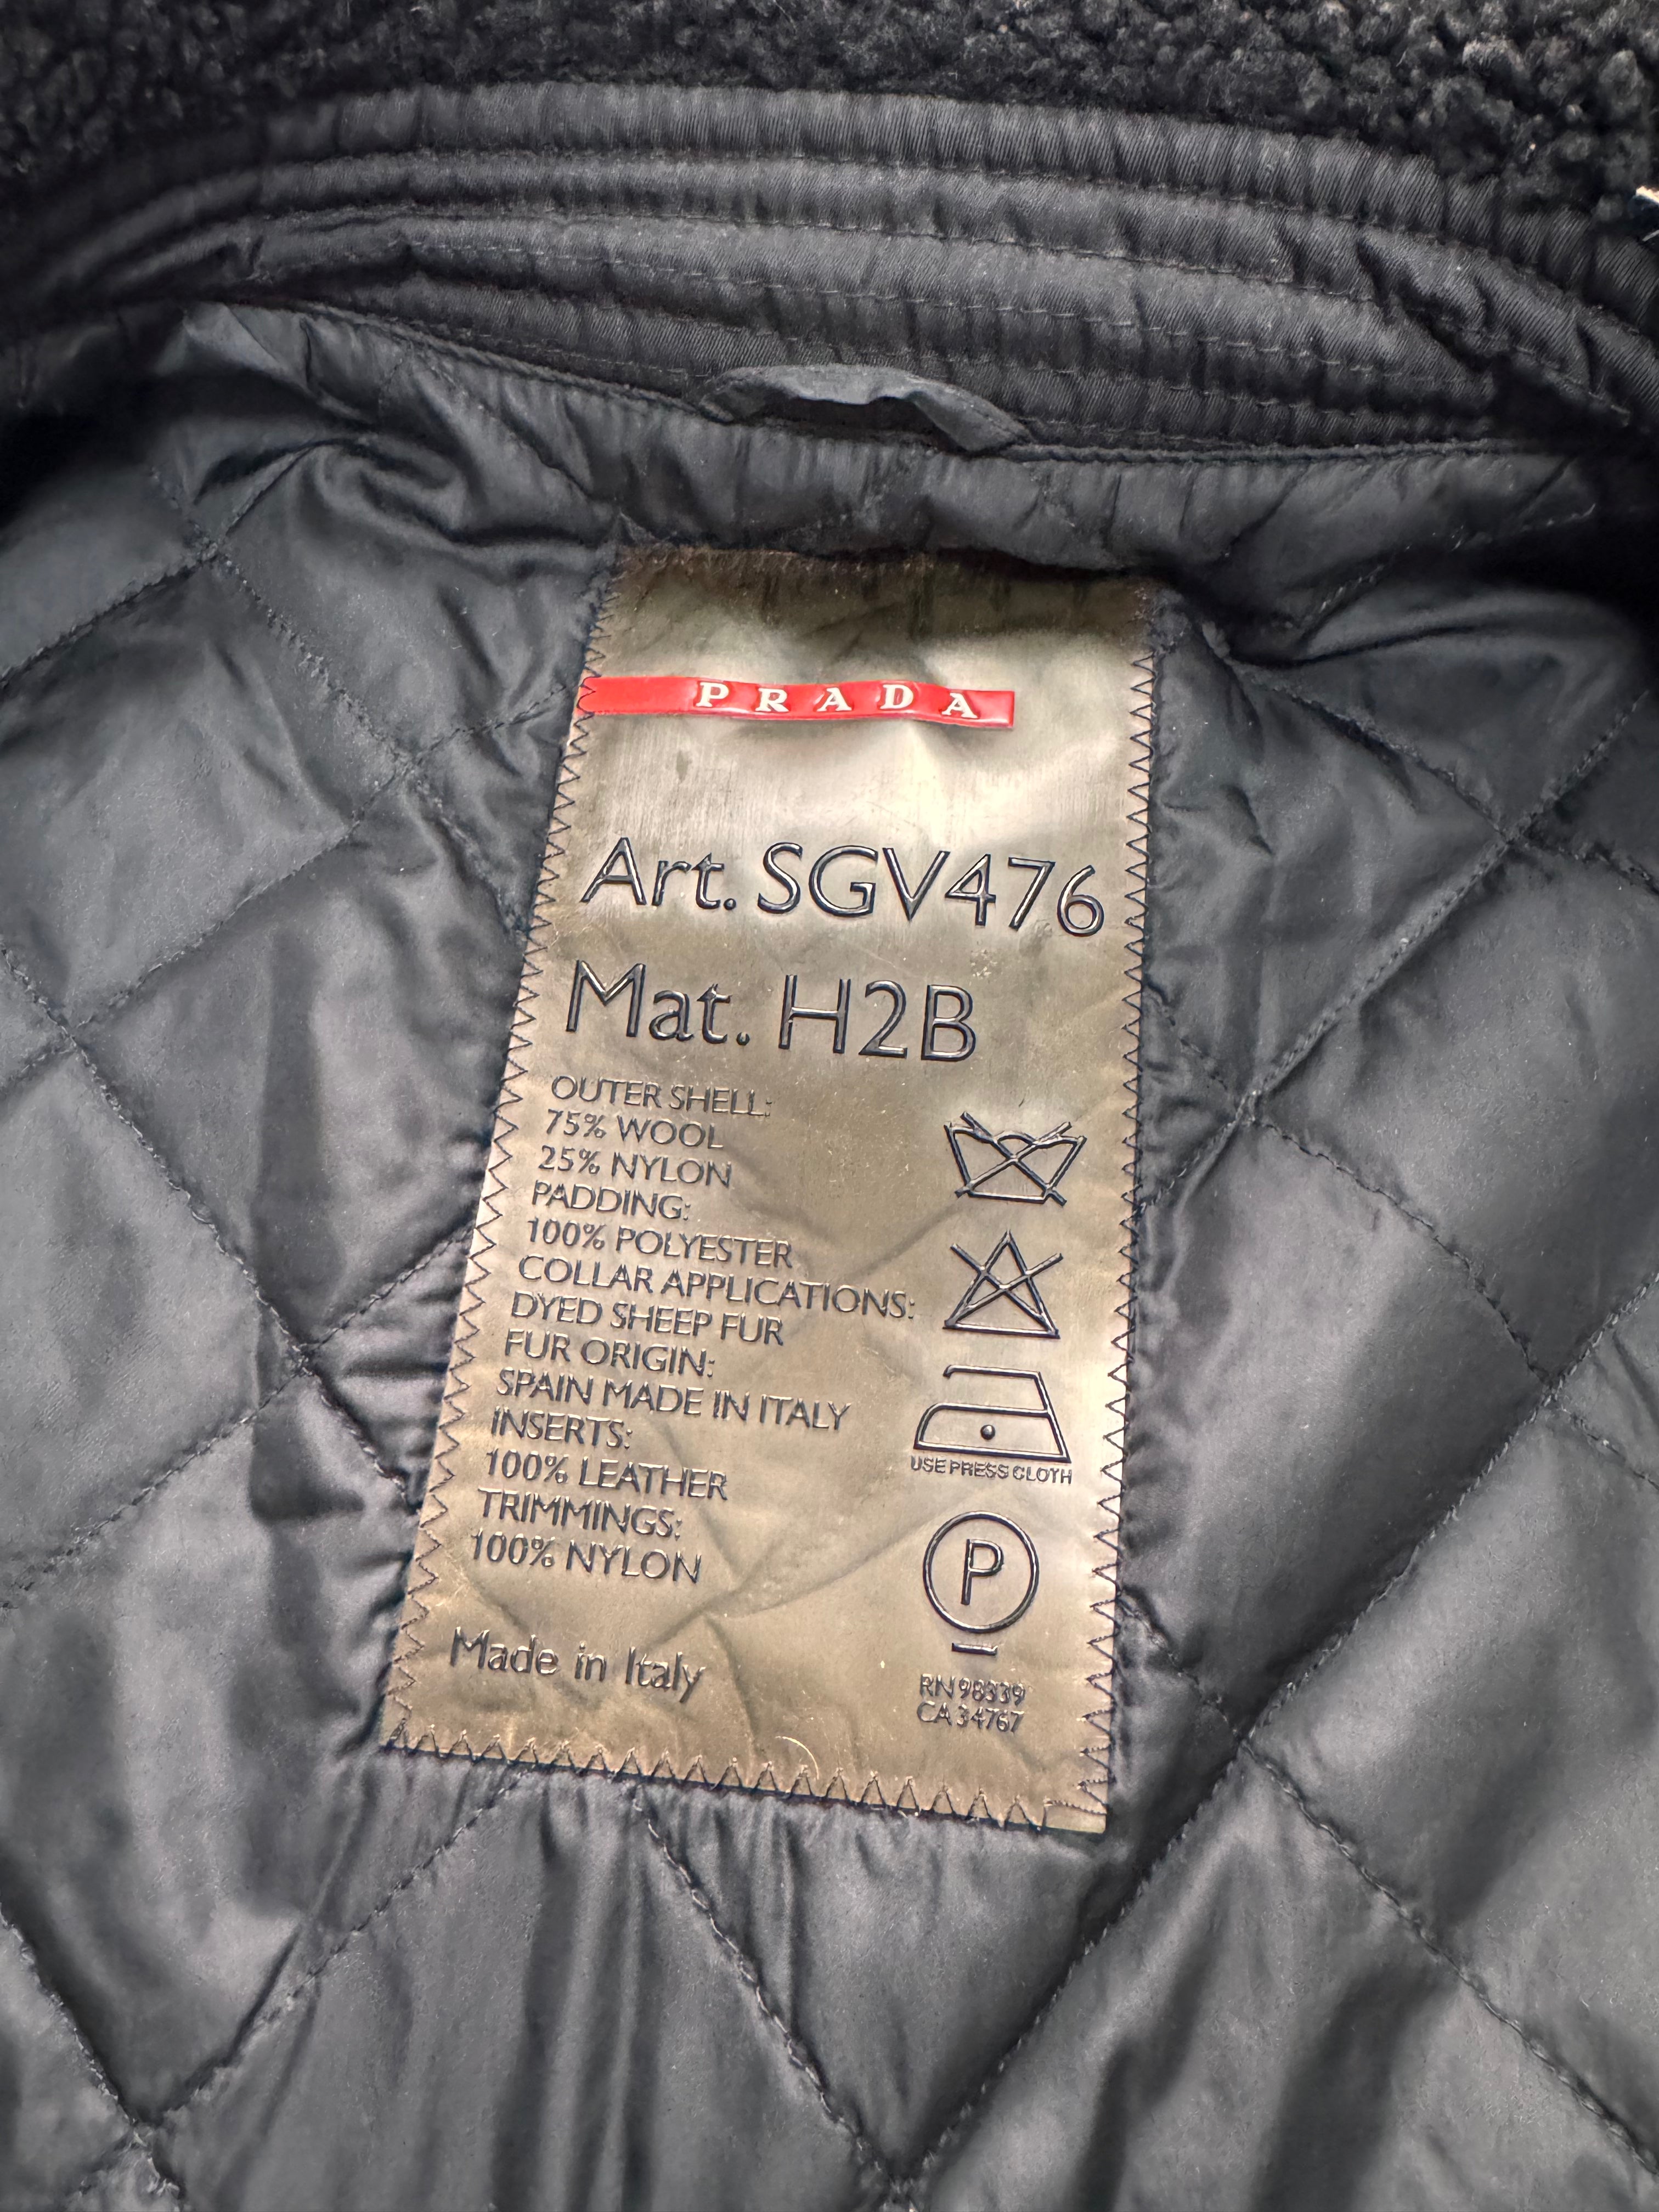 PRADA
Art. SGV476
Mat. H2B
OUTER SHELL:
75% WOOL
25% NYLON
PADDING:
100% POLYESTER
COLLAR APPLICATIONS:
DYED SHEEP FUR
FUR ORIGIN:
SPAIN MADE IN ITALY
INSERTS:
100% LEATHER
TRIMMINGS:
100% NYLON
Made in Italy
USE PRESS CLOTH
P
RN 98339
CA 34767